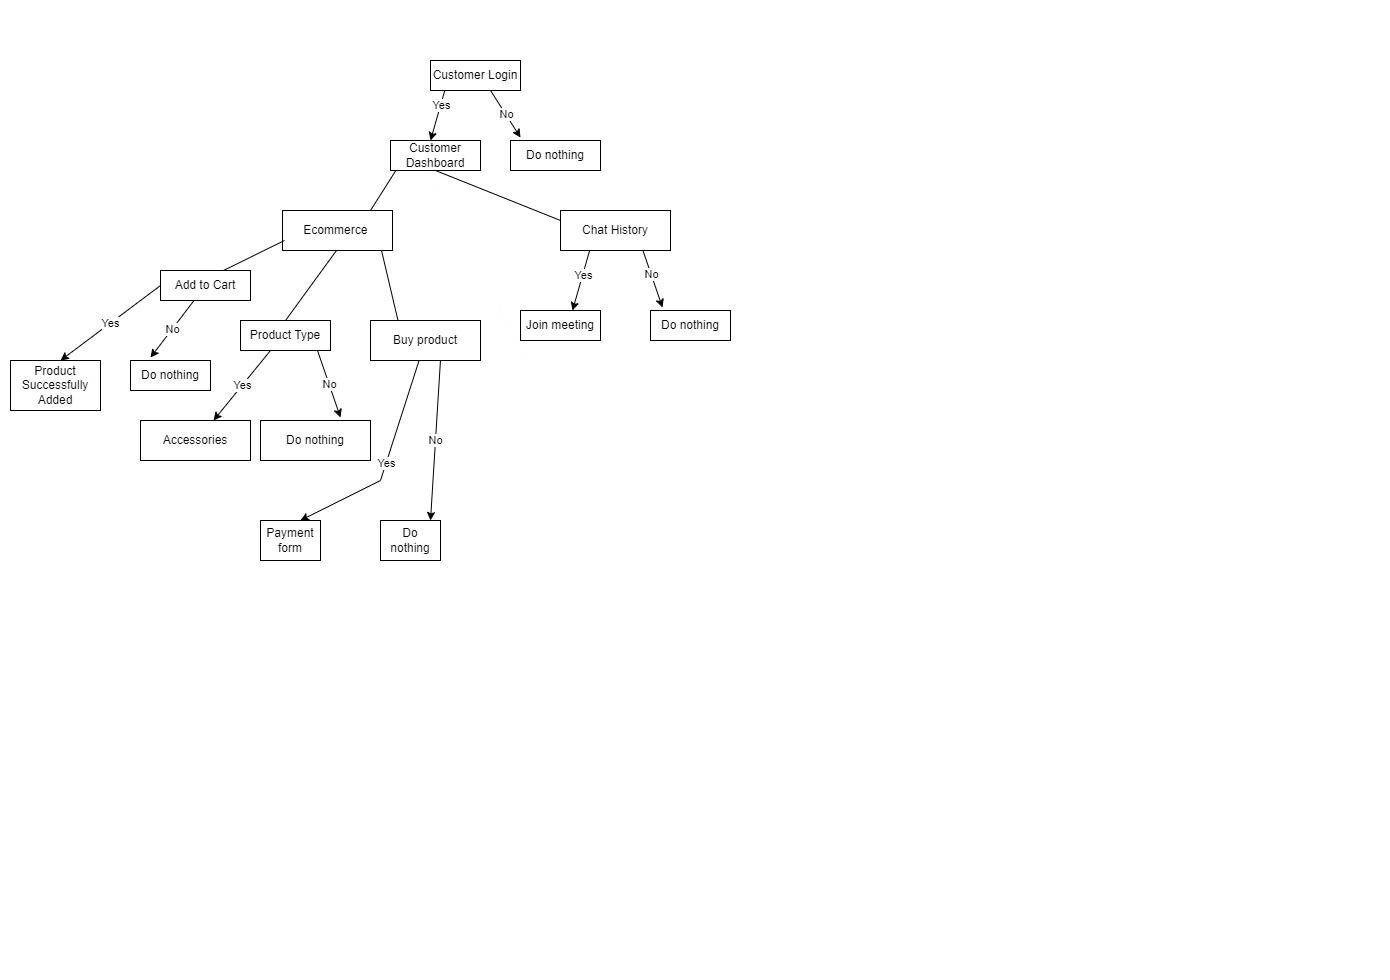 Customer Login
Yes
No
Customer
Dashboard
Do nothing
Ecommerce
Chat History
Add to Cart
Yes
No
Yes
No
Product Type
Buy product
Join meeting
Do nothing
Product
Successfully
Added
Do nothing
Yes
No
Accessories
Do nothing
Yes
No
Payment
form
Do
nothing